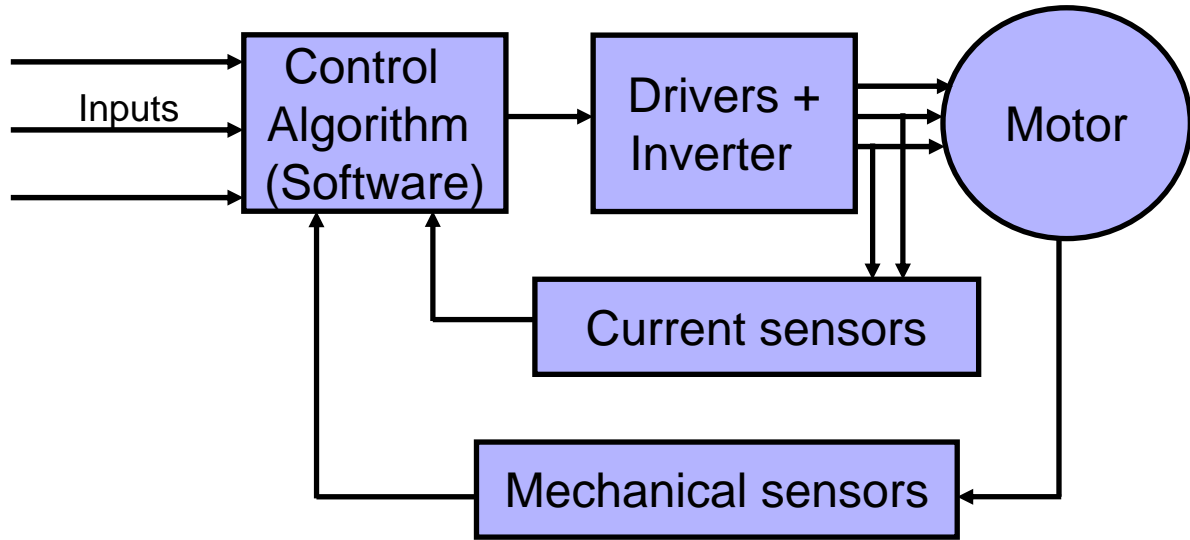 Inputs
Control
Algorithm
(Software)
Drivers +
Inverter
Motor
Current sensors
Mechanical sensors